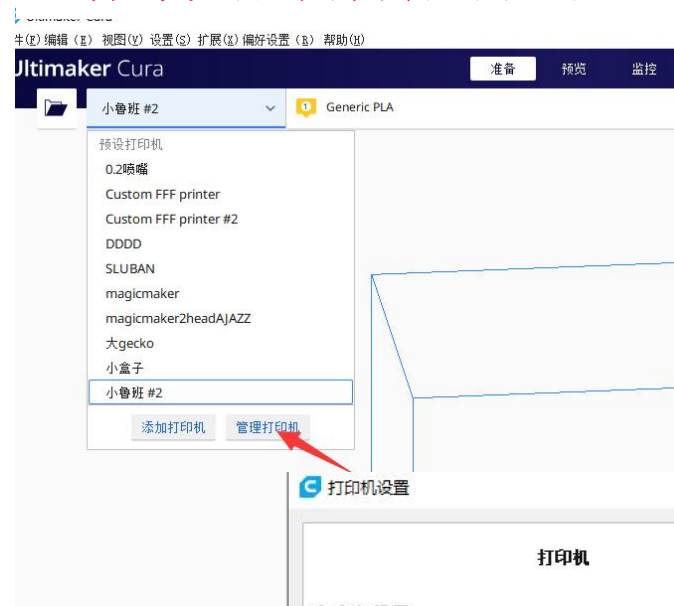 Ultimaker Cura
件(F) 编辑 (E) 视图(V) 设置(S) 扩展(X) 偏好设置 (R) 帮助(H)
Ultimaker Cura 准备 预览 监控
小鲁班 #2 1 Generic PLA
预设打印机
0.2喷嘴
Custom FFF printer
Custom FFF printer #2
DDDD
SLUBAN
magicmaker
magicmaker2headAJAZZ
大gecko
小盒子
小鲁班 #2
添加打印机 管理打印机
打印机设置
打印机